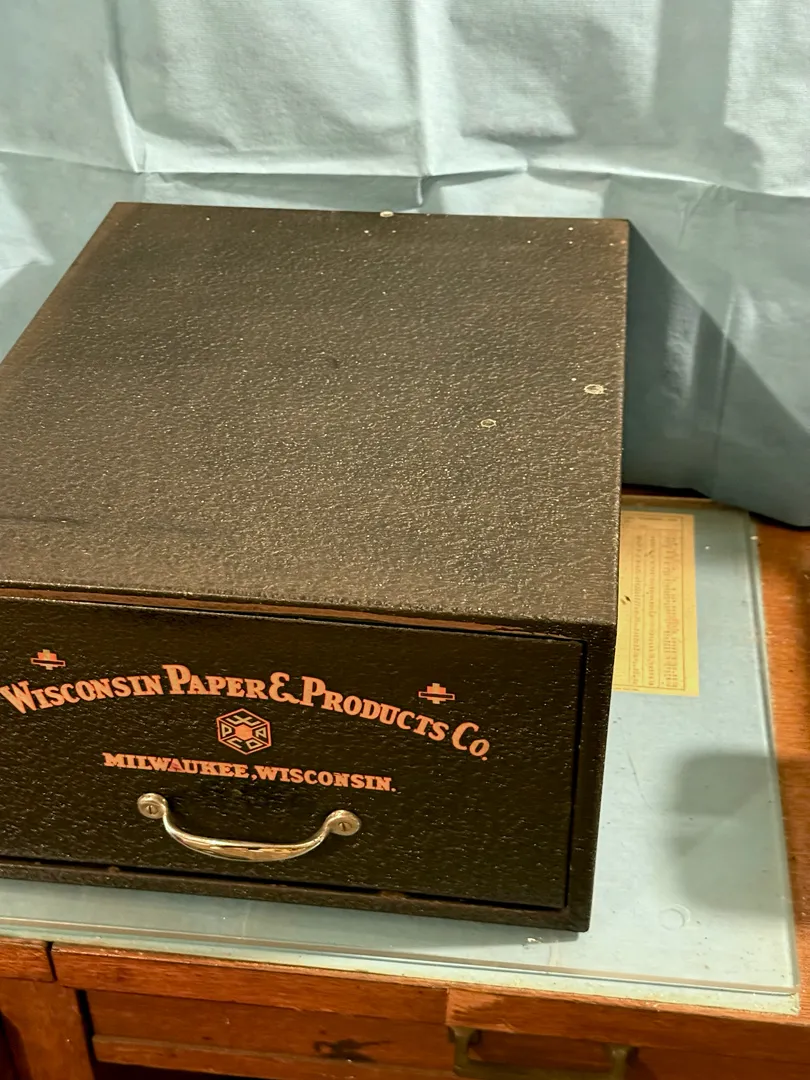 WISCONSIN PAPER & PRODUCTS CO.
MILWAUKEE, WISCONSIN.